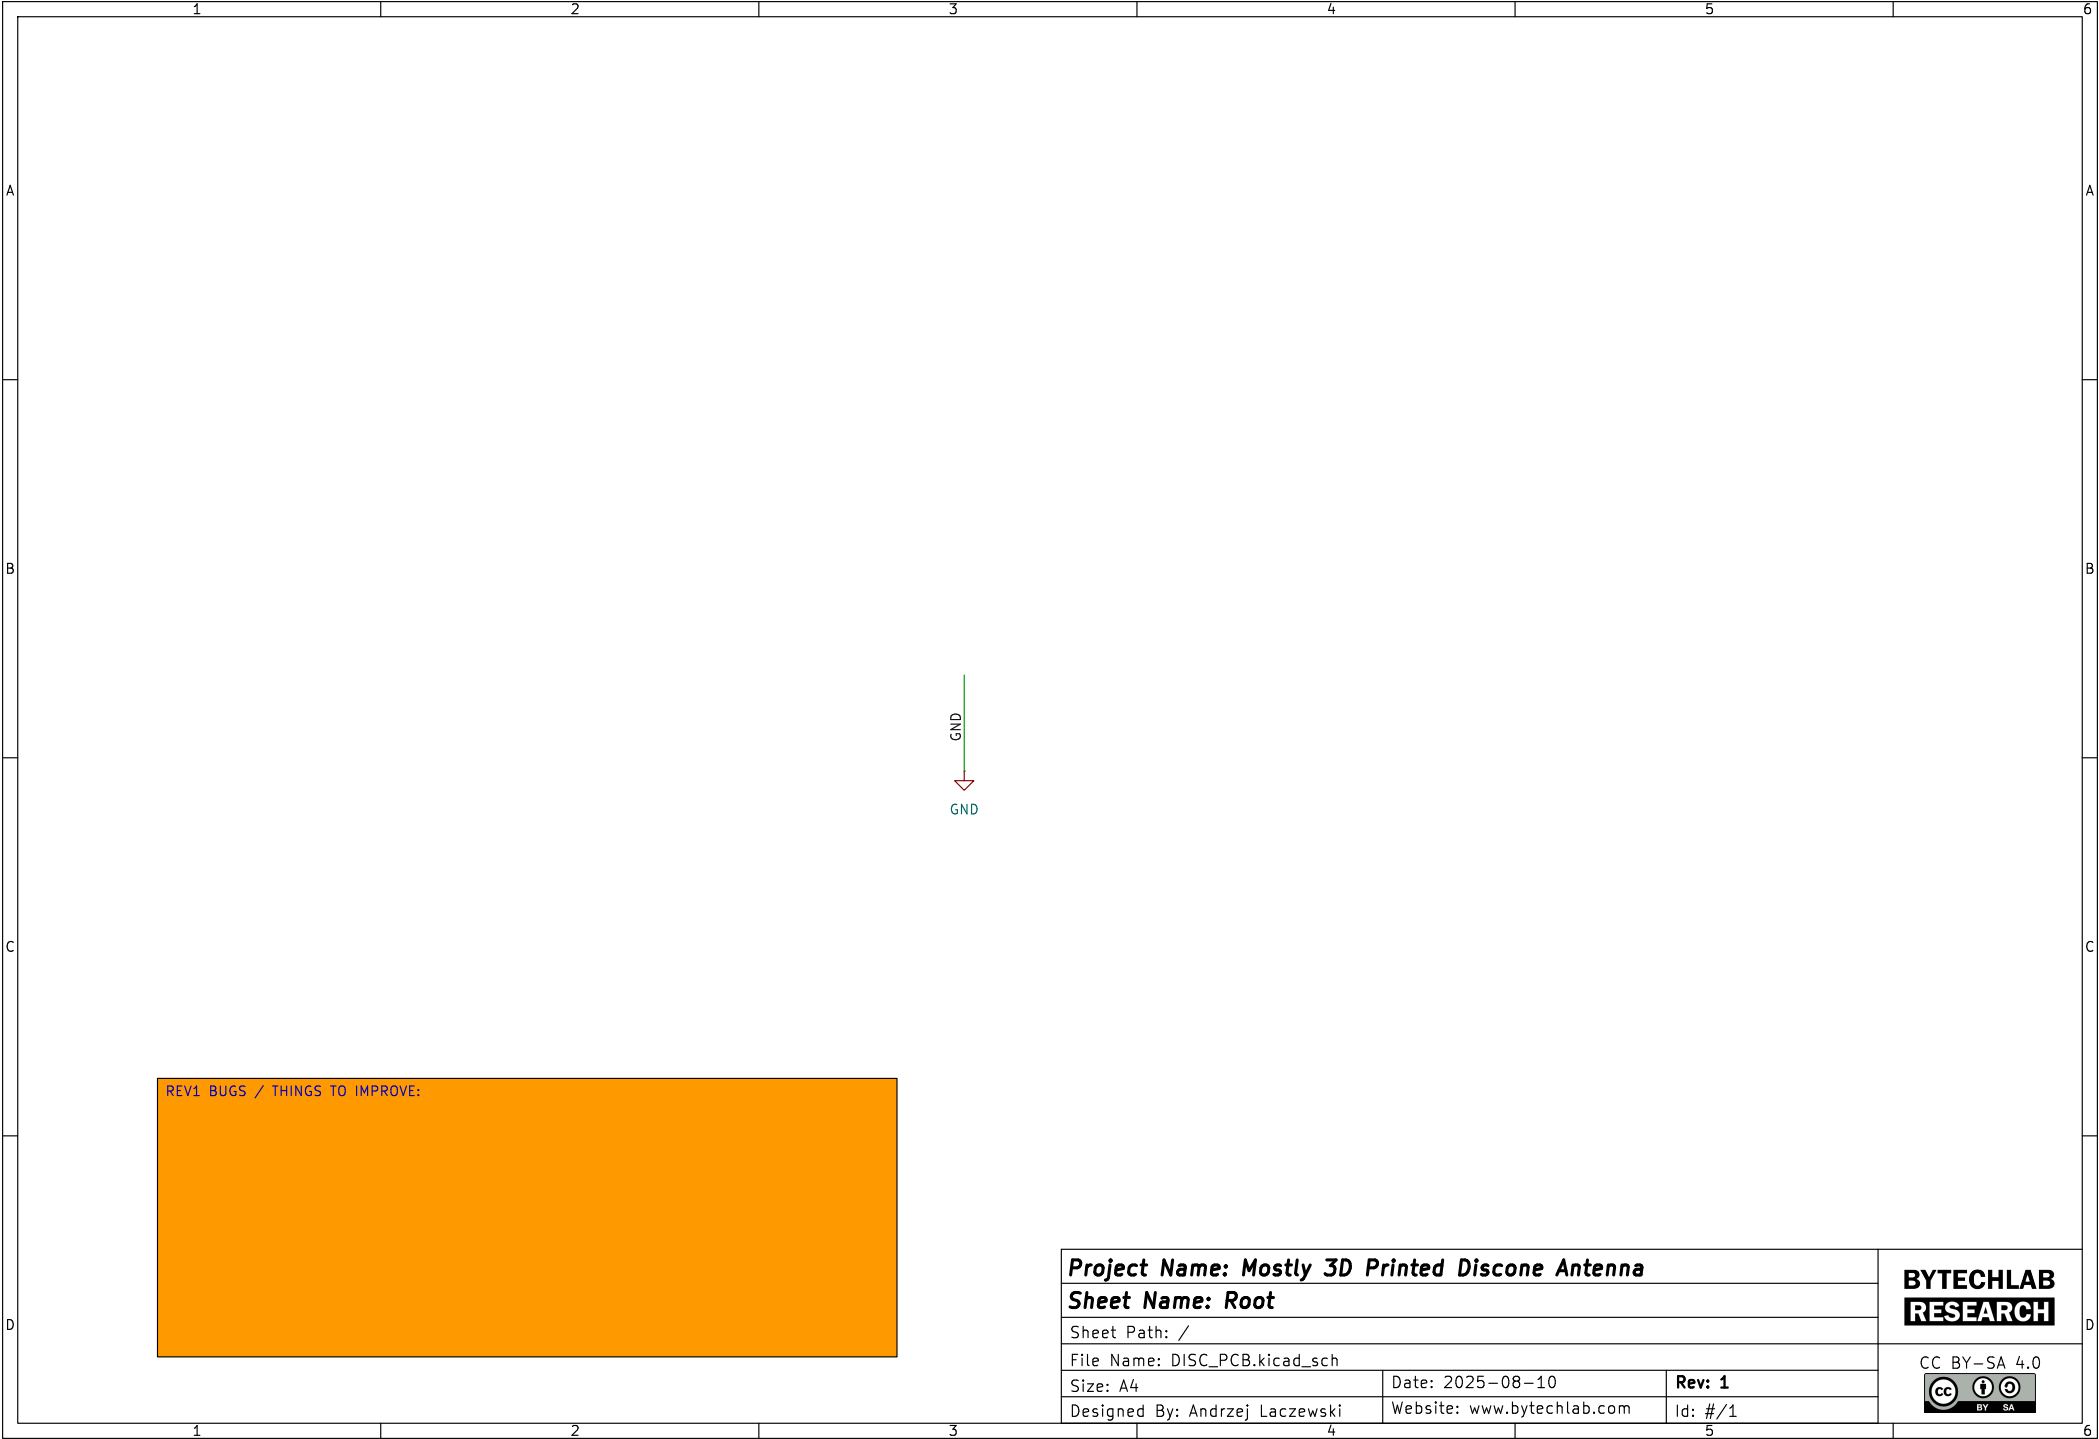 1 2 3 4 5 6
A A
B B
GND
GND
C C
REV1 BUGS / THINGS TO IMPROVE:
Project Name: Mostly 3D Printed Discone Antenna
Sheet Name: Root
Sheet Path: /
File Name: DISC_PCB.kicad_sch
Size: A4
Date: 2025-08-10
Rev: 1
Designed By: Andrzej Laczewski
Website: www.bytechlab.com
Id: #/1
BYTECHLAB
RESEARCH
CC BY-SA 4.0
cc BY SA
D D
1 2 3 4 5 6